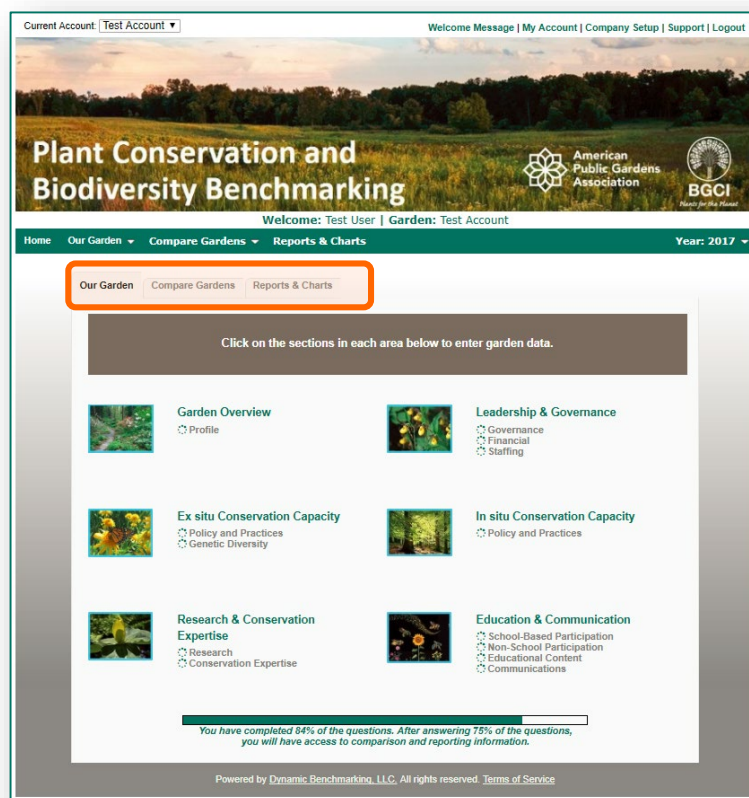 Current Account: Test Account ▼
Welcome Message | My Account | Company Setup | Support | Logout
Plant Conservation and
Biodiversity Benchmarking
American
Public Gardens
Association
BGCI
Plants for the Planet
Welcome: Test User | Garden: Test Account
Home Our Garden ▼ Compare Gardens ▼ Reports & Charts Year: 2017 ▼
Our Garden Compare Gardens Reports & Charts
Click on the sections in each area below to enter garden data.
Garden Overview
Profile
Leadership & Governance
Governance
Financial
Staffing
Ex situ Conservation Capacity
Policy and Practices
Genetic Diversity
In situ Conservation Capacity
Policy and Practices
Research & Conservation
Expertise
Research
Conservation Expertise
Education & Communication
School-Based Participation
Non-School Participation
Educational Content
Communications
You have completed 84% of the questions. After answering 75% of the questions,
you will have access to comparison and reporting information.
Powered by Dynamic Benchmarking, LLC. All rights reserved. Terms of Service